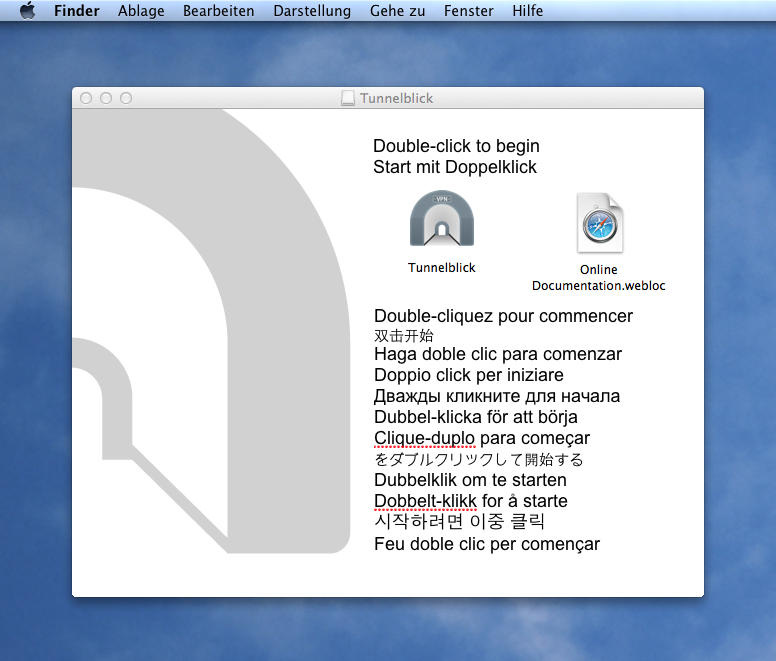 Finder Ablage Bearbeiten Darstellung Gehe zu Fenster Hilfe
Tunnelblick
Double-click to begin
Start mit Doppelklick
VPN
Tunnelblick
Online
Documentation.webloc
Double-cliquez pour commencer
双击开始
Haga doble clic para comenzar
Doppio click per iniziare
Дважды кликните для начала
Dubbel-klicka för att börja
Clique-duplo para começar
をダブルクリックして開始する
Dubbelklik om te starten
Dobbelt-klikk for å starte
시작하려면 이중 클릭
Feu doble clic per començar